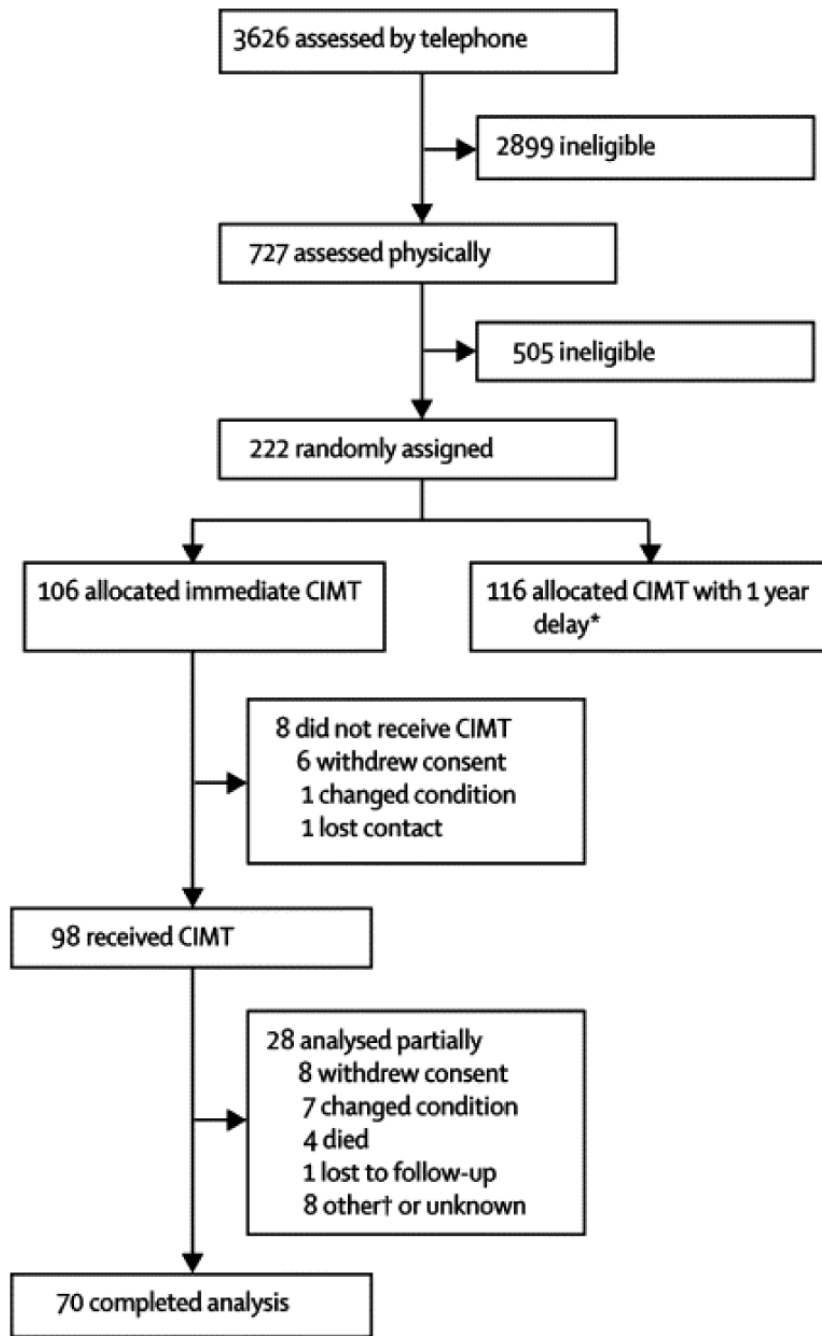 3626 assessed by telephone
2899 ineligible
727 assessed physically
505 ineligible
222 randomly assigned
106 allocated immediate CIMT
116 allocated CIMT with 1 year
delay*
8 did not receive CIMT
6 withdrew consent
1 changed condition
1 lost contact
98 received CIMT
28 analysed partially
8 withdrew consent
7 changed condition
4 died
1 lost to follow-up
8 other† or unknown
70 completed analysis